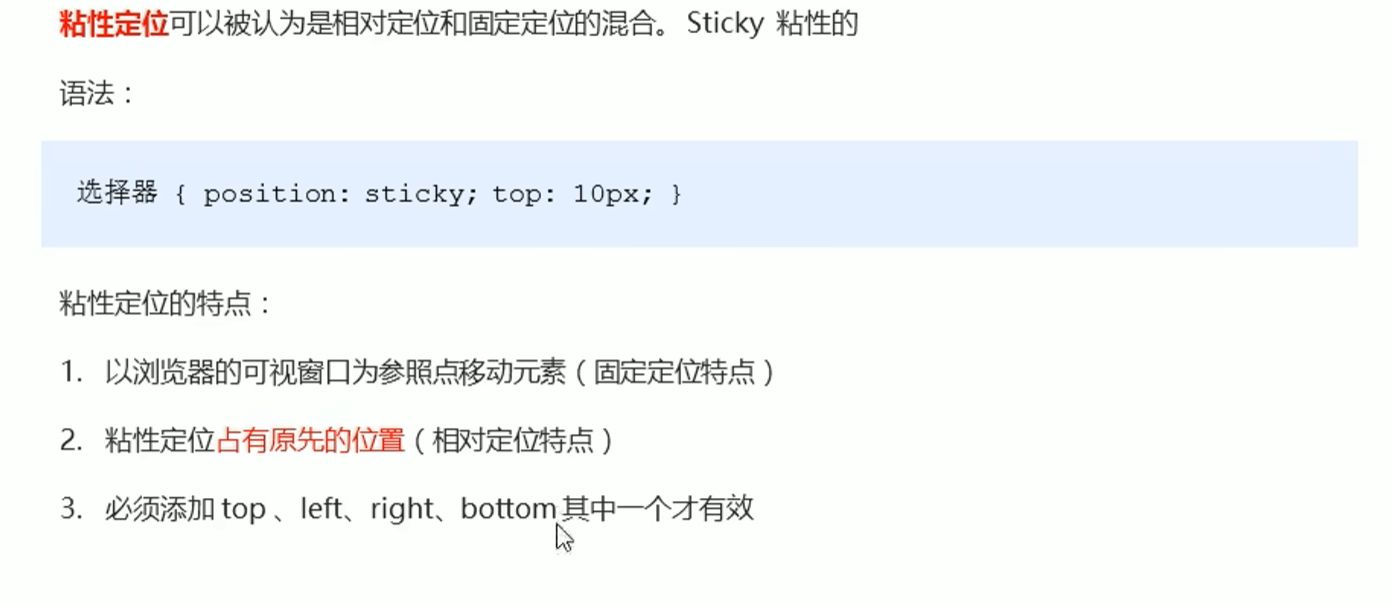 粘性定位可以被认为是相对定位和固定定位的混合。 Sticky 粘性的
语法：
选择器 { position: sticky; top: 10px; }
粘性定位的特点：
1. 以浏览器的可视窗口为参照点移动元素（固定定位特点）
2. 粘性定位占有原先的位置（相对定位特点）
3. 必须添加 top 、left、right、bottom 其中一个才有效